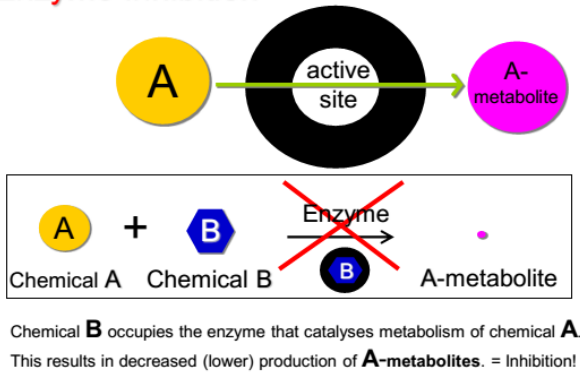 A
active
site
A-
metabolite
A + B Enzyme
B
Chemical A Chemical B A-metabolite
Chemical B occupies the enzyme that catalyses metabolism of chemical A.
This results in decreased (lower) production of A-metabolites. = Inhibition!